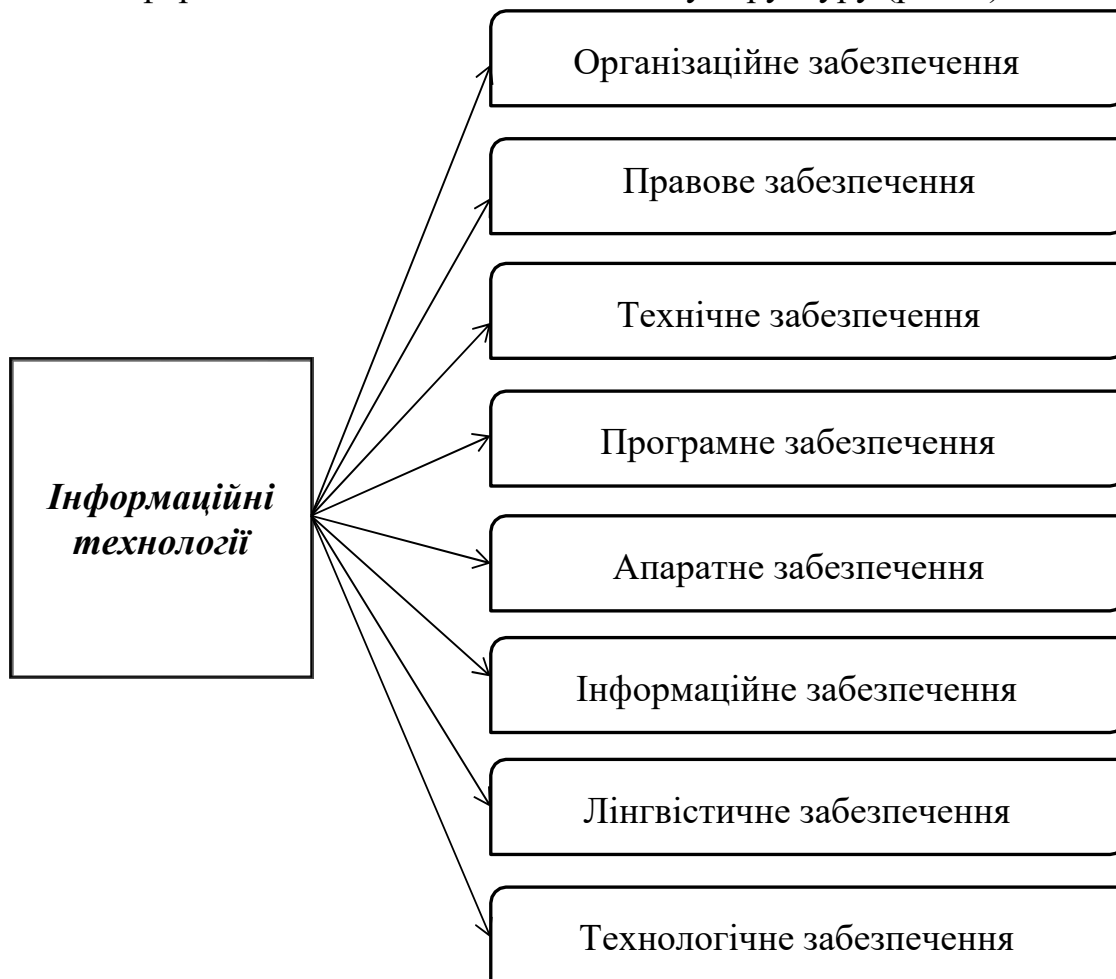 Організаційне забезпечення
Правове забезпечення
Технічне забезпечення
Програмне забезпечення
Інформаційні
технології
Апаратне забезпечення
Інформаційне забезпечення
Лінгвістичне забезпечення
Технологічне забезпечення